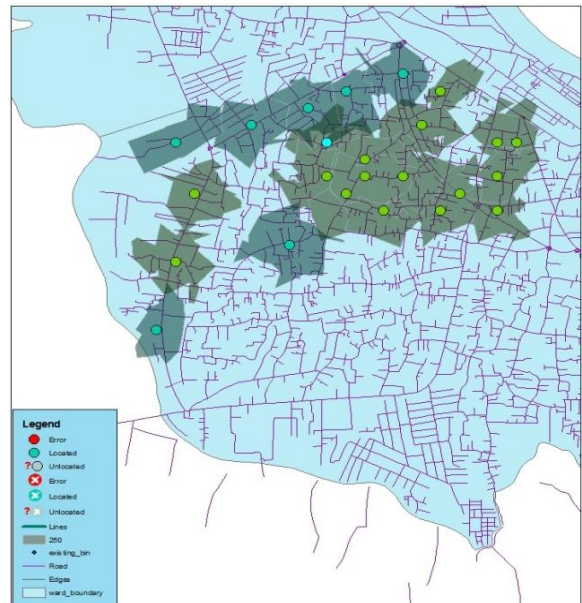 Legend
Error
Located
? Unlocated
Error
Located
? Unlocated
Lines
250
existing_bin
Road
Edges
ward_boundary